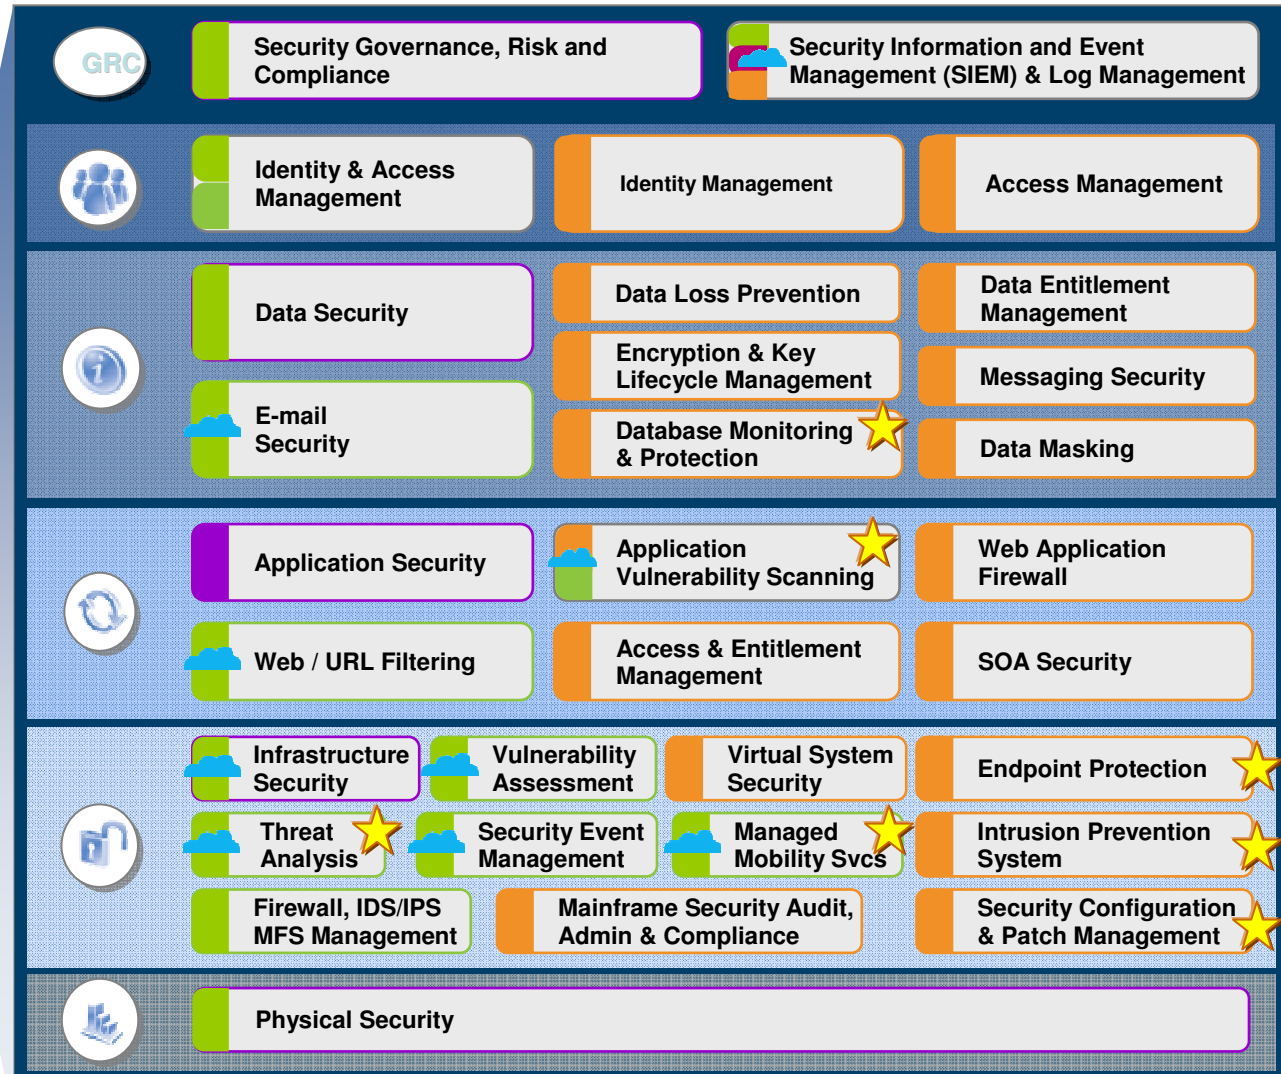 GRC
Security Governance, Risk and
Compliance
Security Information and Event
Management (SIEM) & Log Management
Identity & Access
Management
Identity Management
Access Management
Data Security
Data Loss Prevention
Data Entitlement
Management
Encryption & Key
Lifecycle Management
Messaging Security
E-mail
Security
Database Monitoring
& Protection
Data Masking
Application Security
Application
Vulnerability Scanning
Web Application
Firewall
Web / URL Filtering
Access & Entitlement
Management
SOA Security
Infrastructure
Security
Vulnerability
Assessment
Virtual System
Security
Endpoint Protection
Threat
Analysis
Security Event
Management
Managed
Mobility Svcs
Intrusion Prevention
System
Firewall, IDS/IPS
MFS Management
Mainframe Security Audit,
Admin & Compliance
Security Configuration
& Patch Management
Physical Security